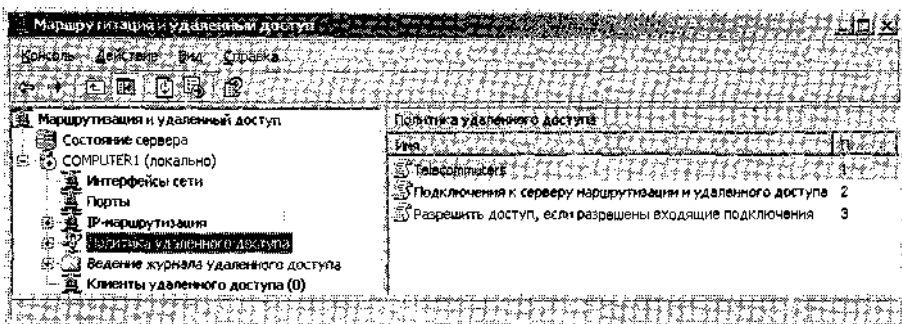 Маршрутизация и удаленный доступ
Консоль Действие Вид Справка
Маршрутизация и удаленный доступ
Состояние сервера
COMPUTER1 (локально)
Интерфейсы сети
Порты
IP-маршрутизация
Политика удаленного доступа
Ведение журнала удаленного доступа
Клиенты удаленного доступа (0)
Политика удаленного доступа
Имя
Telecommuters 1
Подключения к серверу маршрутизации и удаленного доступа 2
Разрешить доступ, если разрешены входящие подключения 3